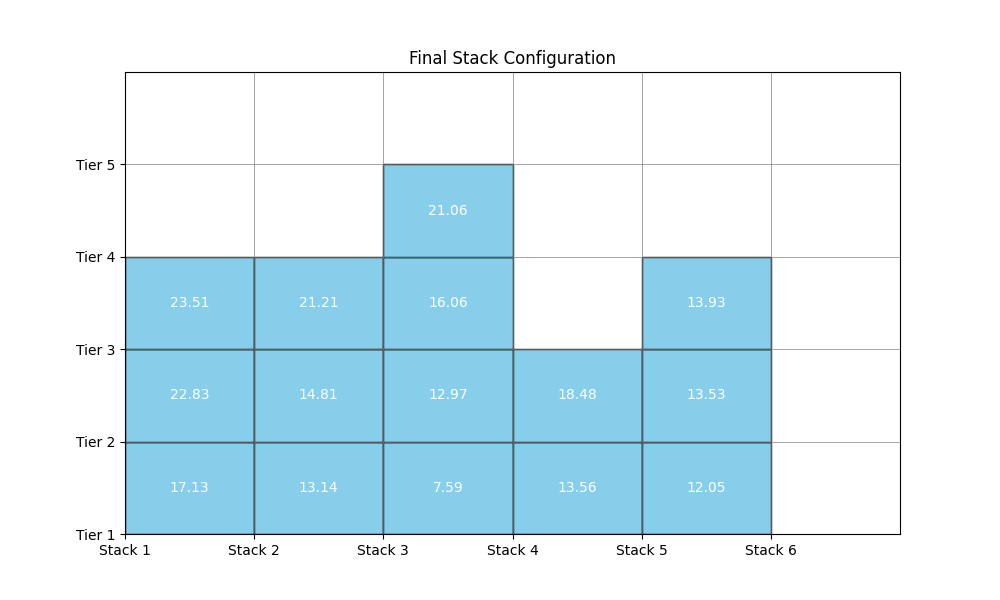 Final Stack Configuration
Tier 5
21.06
Tier 4
23.51 21.21 16.06 13.93
Tier 3
22.83 14.81 12.97 18.48 13.53
Tier 2
17.13 13.14 7.59 13.56 12.05
Tier 1
Stack 1 Stack 2 Stack 3 Stack 4 Stack 5 Stack 6